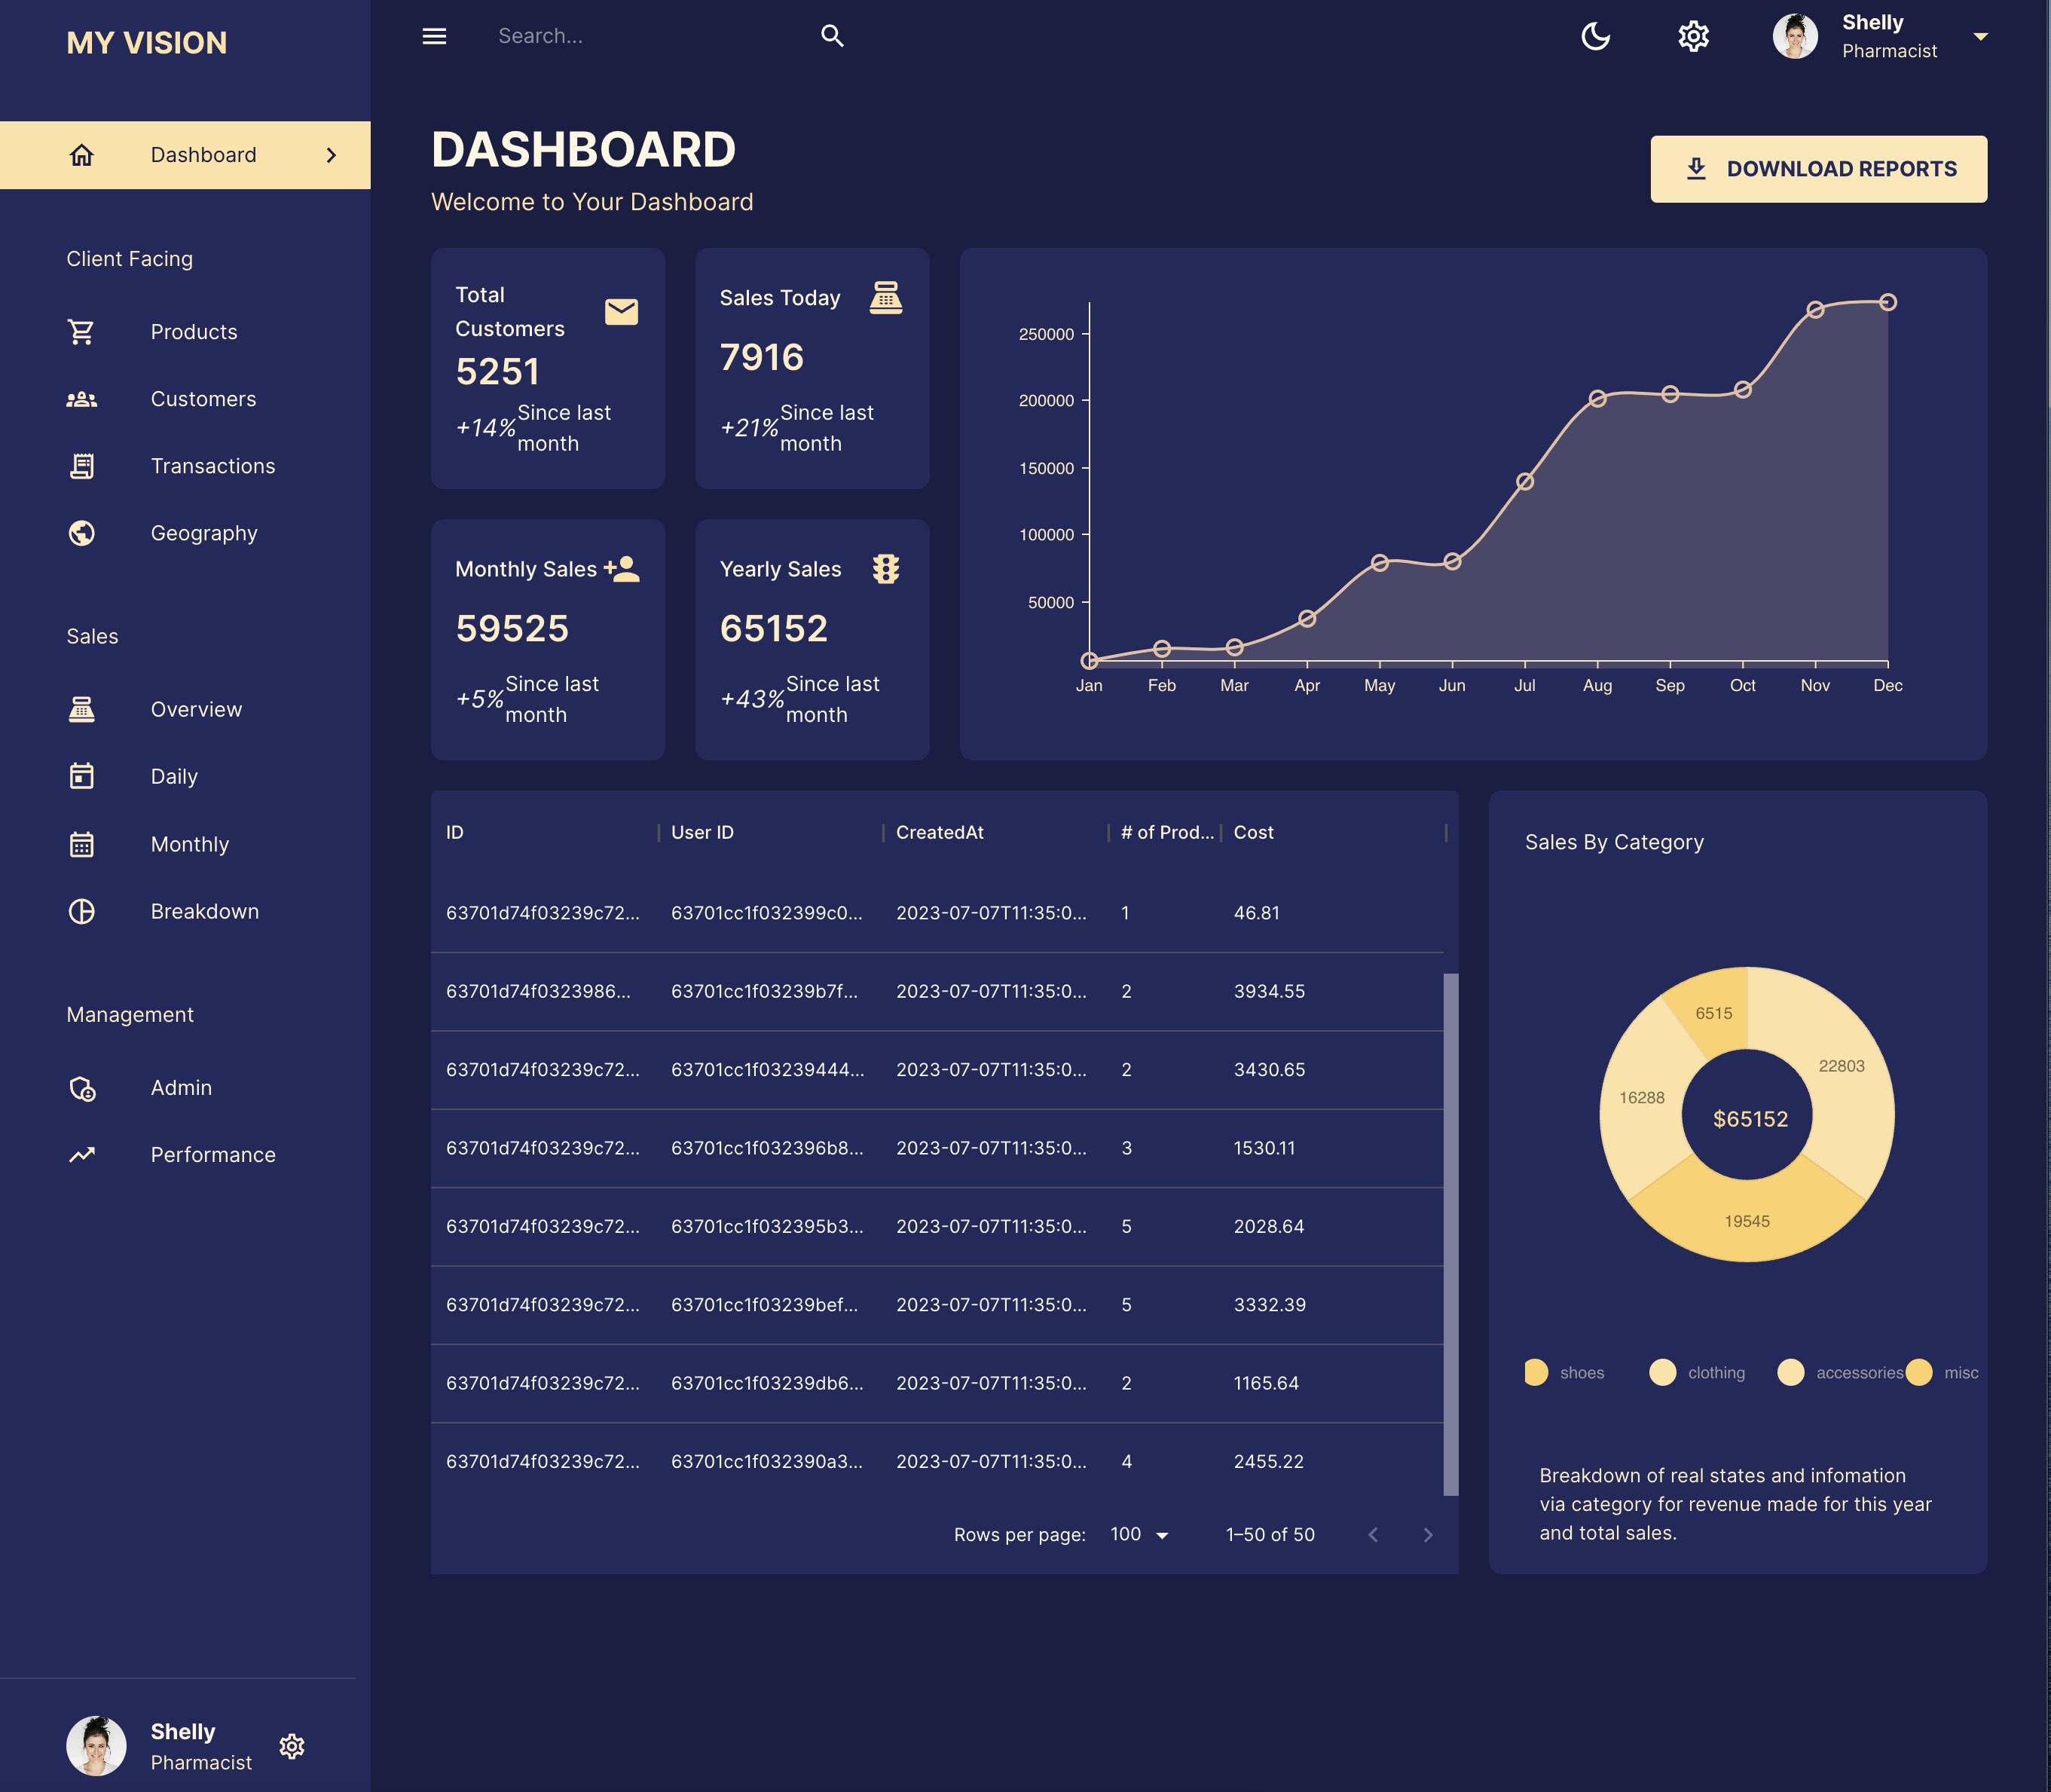 MY VISION
Dashboard
Client Facing
Products
Customers
Transactions
Geography
Sales
Overview
Daily
Monthly
Breakdown
Management
Admin
Performance
Shelly
Pharmacist
Search...
Shelly
Pharmacist
DASHBOARD
Welcome to Your Dashboard
DOWNLOAD REPORTS
Total
Customers
5251
+14% Since last
month
Sales Today
7916
+21% Since last
month
Monthly Sales
59525
+5% Since last
month
Yearly Sales
65152
+43% Since last
month
250000
200000
150000
100000
50000
Jan Feb Mar Apr May Jun Jul Aug Sep Oct Nov Dec
ID User ID CreatedAt # of Prod... Cost
63701d74f03239c72... 63701cc1f032399c0... 2023-07-07T11:35:0... 1 46.81
63701d74f0323986... 63701cc1f03239b7f... 2023-07-07T11:35:0... 2 3934.55
63701d74f03239c72... 63701cc1f03239444... 2023-07-07T11:35:0... 2 3430.65
63701d74f03239c72... 63701cc1f032396b8... 2023-07-07T11:35:0... 3 1530.11
63701d74f03239c72... 63701cc1f032395b3... 2023-07-07T11:35:0... 5 2028.64
63701d74f03239c72... 63701cc1f03239bef... 2023-07-07T11:35:0... 5 3332.39
63701d74f03239c72... 63701cc1f03239db6... 2023-07-07T11:35:0... 2 1165.64
63701d74f03239c72... 63701cc1f032390a3... 2023-07-07T11:35:0... 4 2455.22
Rows per page: 100 1–50 of 50
Sales By Category
6515
22803
16288
$65152
19545
shoes clothing accessories misc
Breakdown of real states and infomation
via category for revenue made for this year
and total sales.